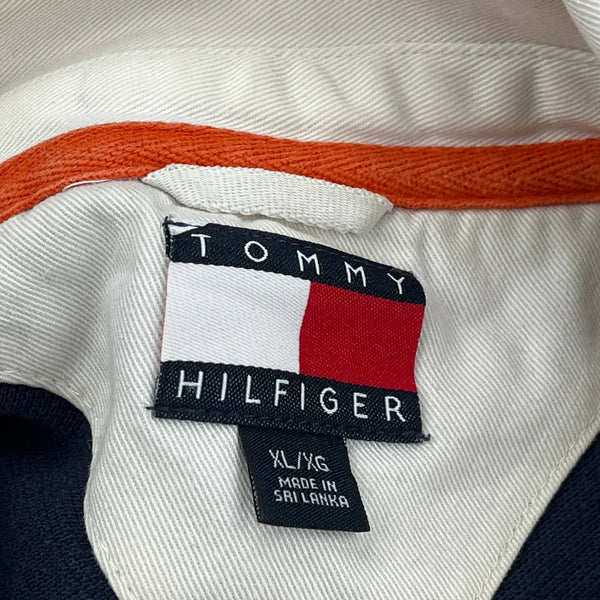 TOMMY
HILFIGER
XL/XG
MADE IN
SRI LANKA